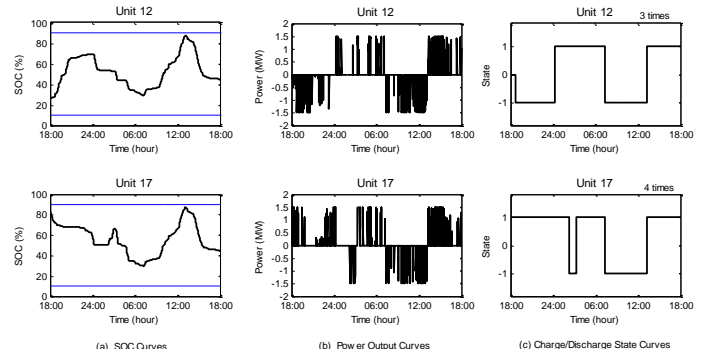 Unit 12
100
80
60
40
20
0
SOC (%)
18:00 24:00 06:00 12:00 18:00
Time (hour)
Unit 12
2
1.5
1
0.5
0
-0.5
-1
-1.5
-2
Power (MW)
18:00 24:00 06:00 12:00 18:00
Time (hour)
Unit 12
3 times
1
0
-1
State
18:00 24:00 06:00 12:00 18:00
Time (hour)
Unit 17
100
80
60
40
20
0
SOC (%)
18:00 24:00 06:00 12:00 18:00
Time (hour)
Unit 17
2
1.5
1
0.5
0
-0.5
-1
-1.5
-2
Power (MW)
18:00 24:00 06:00 12:00 18:00
Time (hour)
Unit 17
4 times
1
0
-1
State
18:00 24:00 06:00 12:00 18:00
Time (hour)
(a) SOC Curves
(b) Power Output Curves
(c) Charge/Discharge State Curves